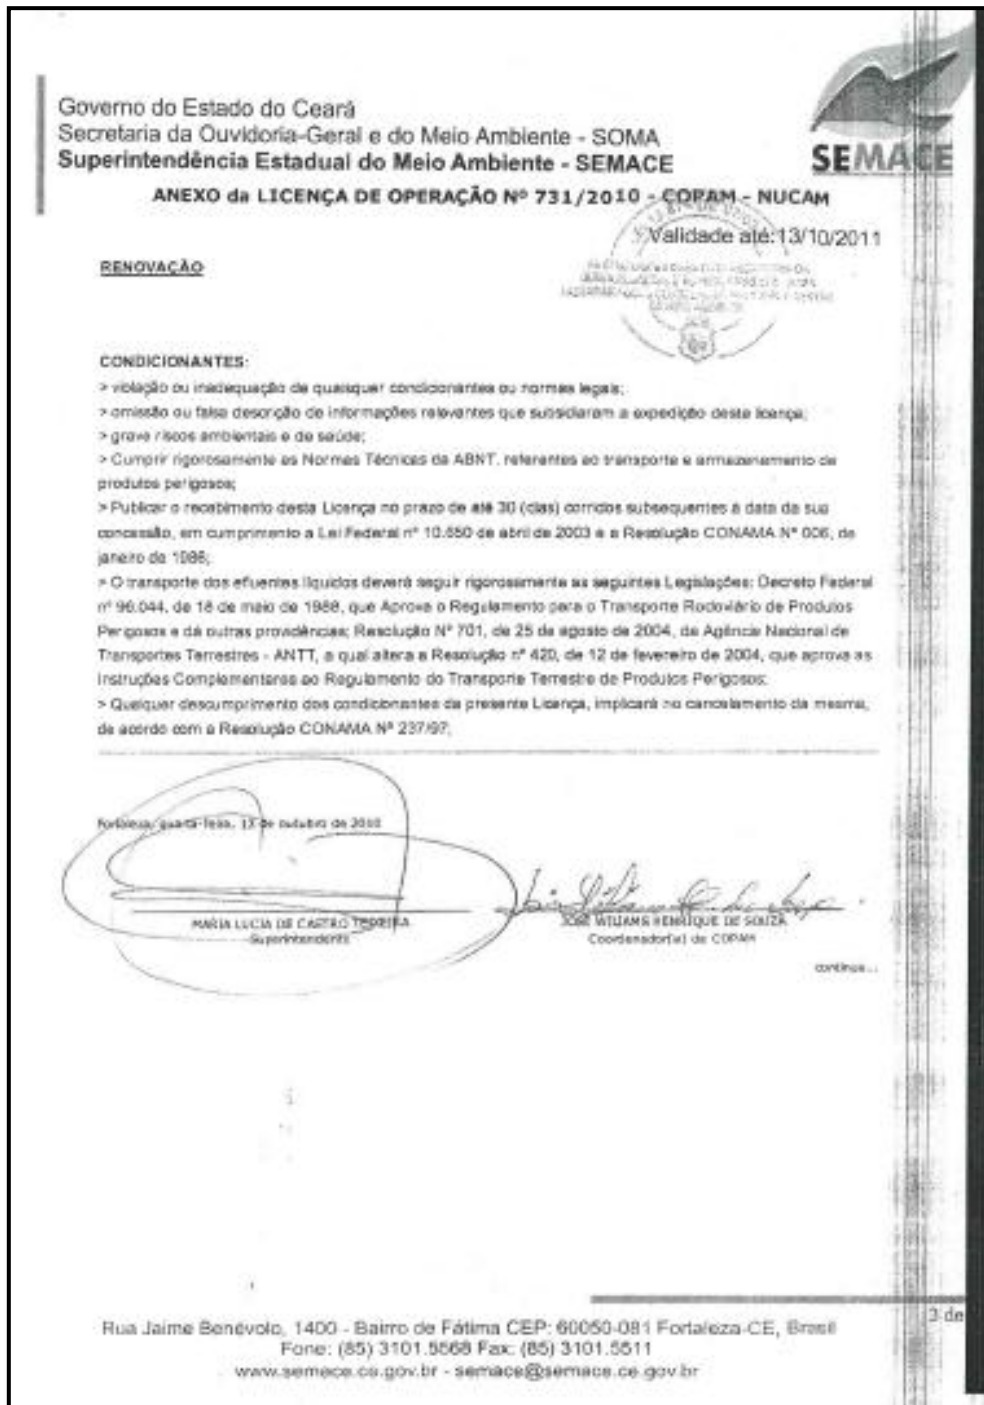 Governo do Estado do Ceará
Secretaria da Ouvidoria-Geral e do Meio Ambiente - SOMA
Superintendência Estadual do Meio Ambiente - SEMACE
SEMACE
ANEXO da LICENÇA DE OPERAÇÃO Nº 731/2010 - COPAM - NUCAM
Validade até:13/10/2011
RENOVAÇÃO
CONDICIONANTES:
> violação ou inadequação de quaisquer condicionantes ou normas legais;
> omissão ou falsa descrição de informações relevantes que subsidiaram a expedição desta licença;
> grave riscos ambientais e de saúde;
> Cumprir rigorosamente as Normas Técnicas da ABNT, referentes ao transporte e armazenamento de
produtos perigosos;
> Publicar o recebimento desta Licença no prazo de até 30 (dias) corridos subsequentes à data da sua
concessão, em cumprimento a Lei Federal nº 10.650 de abril de 2003 e a Resolução CONAMA Nº 006, de
janeiro de 1986;
> O transporte dos efluentes líquidos deverá seguir rigorosamente as seguintes Legislações: Decreto Federal
nº 96.044, de 18 de maio de 1988, que Aprova o Regulamento para o Transporte Rodoviário de Produtos
Perigosos e dá outras providências; Resolução Nº 701, de 25 de agosto de 2004, da Agência Nacional de
Transportes Terrestres - ANTT, a qual altera a Resolução nº 420, de 12 de fevereiro de 2004, que aprova as
Instruções Complementares ao Regulamento do Transporte Terrestre de Produtos Perigosos;
> Qualquer descumprimento dos condicionantes da presente Licença, implicará no cancelamento da mesma,
de acordo com a Resolução CONAMA Nº 237/97;
Fortaleza, quarta-feira, 13 de outubro de 2010
MARIA LUCIA DE CASTRO TEIXEIRA
Superintendente
JOSE WILIAMS HENRIQUE DE SOUZA
Coordenador(a) da COPAM
continua...
3 de
Rua Jaime Benévolo, 1400 - Bairro de Fátima CEP: 60050-081 Fortaleza-CE, Brasil
Fone: (85) 3101.5568 Fax: (85) 3101.5511
www.semace.ce.gov.br - semace@semace.ce.gov.br